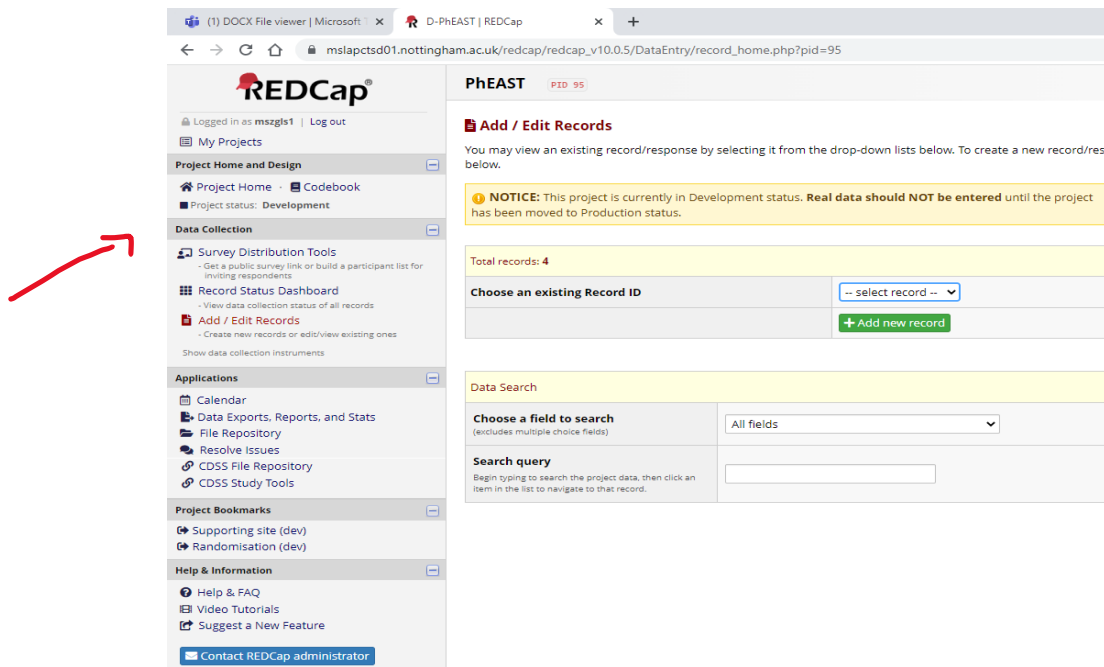 (1) DOCX File viewer | Microsoft
D-PhEAST | REDCap
mslapctsd01.nottingham.ac.uk/redcap/redcap_v10.0.5/DataEntry/record_home.php?pid=95
REDCap®
Logged in as mszgls1 | Log out
My Projects
Project Home and Design
Project Home · Codebook
Project status: Development
Data Collection
Survey Distribution Tools
- Get a public survey link or build a participant list for
inviting respondents
Record Status Dashboard
- View data collection status of all records
Add / Edit Records
- Create new records or edit/view existing ones
Show data collection instruments
Applications
Calendar
Data Exports, Reports, and Stats
File Repository
Resolve Issues
CDSS File Repository
CDSS Study Tools
Project Bookmarks
Supporting site (dev)
Randomisation (dev)
Help & Information
Help & FAQ
Video Tutorials
Suggest a New Feature
Contact REDCap administrator
PhEAST PID 95
Add / Edit Records
You may view an existing record/response by selecting it from the drop-down lists below. To create a new record/res
below.
NOTICE: This project is currently in Development status. Real data should NOT be entered until the project
has been moved to Production status.
Total records: 4
Choose an existing Record ID
-- select record --
+ Add new record
Data Search
Choose a field to search
(excludes multiple choice fields)
All fields
Search query
Begin typing to search the project data, then click an
item in the list to navigate to that record.